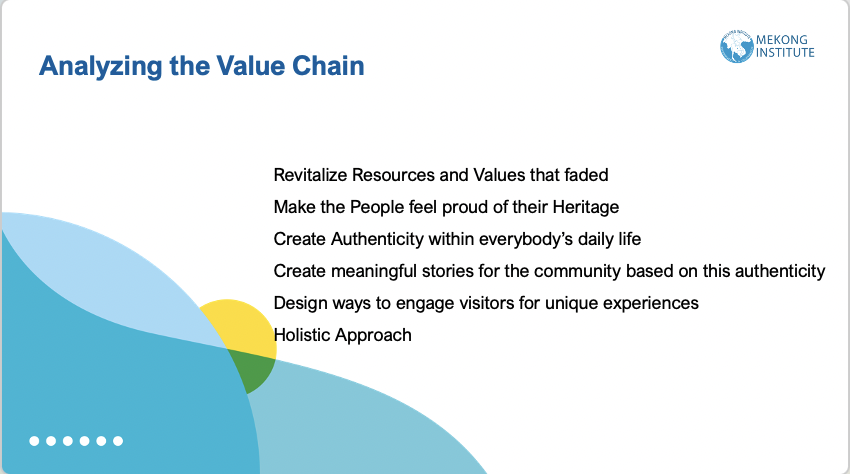 Analyzing the Value Chain
MEKONG
INSTITUTE
Revitalize Resources and Values that faded
Make the People feel proud of their Heritage
Create Authenticity within everybody’s daily life
Create meaningful stories for the community based on this authenticity
Design ways to engage visitors for unique experiences
Holistic Approach